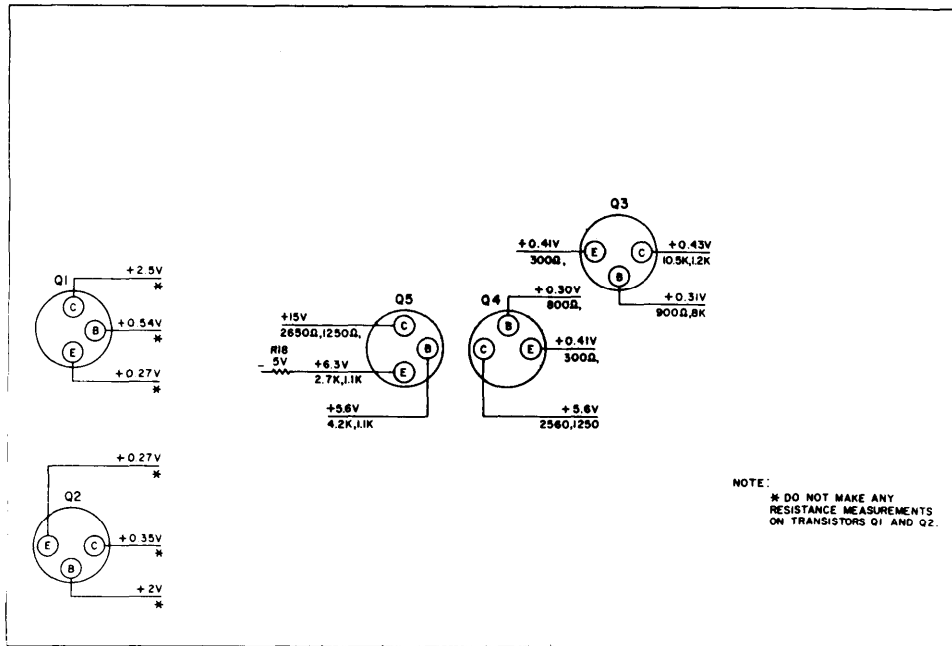 Q3
+0.41V
300Ω,
E
C
+0.43V
10.5K,1.2K
B
+0.31V
900Ω,8K
Q1
+2.5V
*
C
B
+0.54V
*
E
+0.27V
*
Q5
+15V
2650Ω,1250Ω,
C
B
R18
5V
+6.3V
2.7K,1.1K
E
+5.6V
4.2K,1.1K
Q4
+0.30V
800Ω,
B
C
E
+0.41V
300Ω,
+5.6V
2560,1250
+0.27V
*
Q2
E
C
+0.35V
*
B
+2V
*
NOTE:
* DO NOT MAKE ANY
RESISTANCE MEASUREMENTS
ON TRANSISTORS Q1 AND Q2.